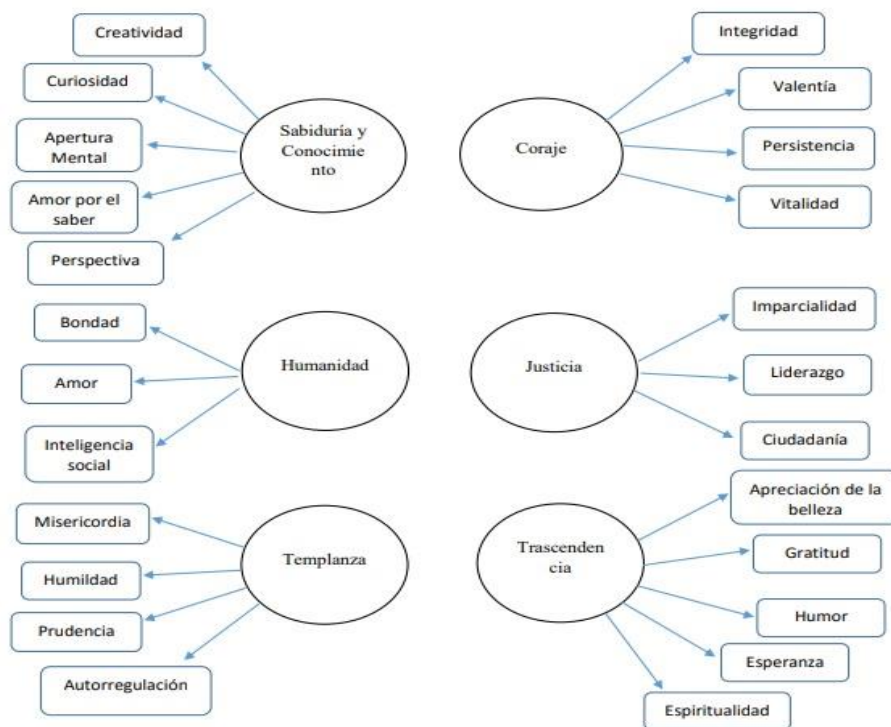 Creatividad
Curiosidad
Apertura
Mental
Amor por el
saber
Perspectiva
Sabiduría y
Conocimie
nto
Integridad
Valentía
Persistencia
Vitalidad
Coraje
Bondad
Amor
Inteligencia
social
Humanidad
Imparcialidad
Liderazgo
Ciudadanía
Justicia
Misericordia
Humildad
Prudencia
Autorregulación
Templanza
Apreciación de la
belleza
Gratitud
Humor
Esperanza
Espiritualidad
Trascenden
cia